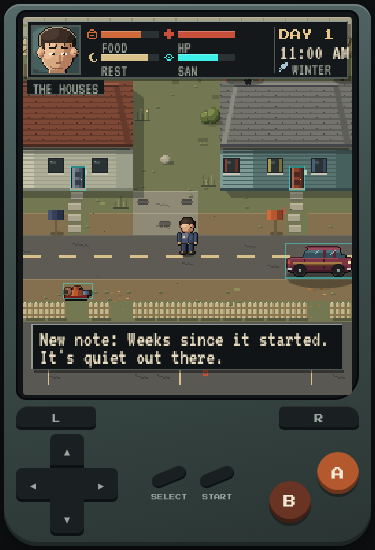 DAY 1
FOOD
HP
11:00 AM
REST
SAN
WINTER
THE HOUSES
New note: Weeks since it started.
It's quiet out there.
L
R
SELECT
START
B
A